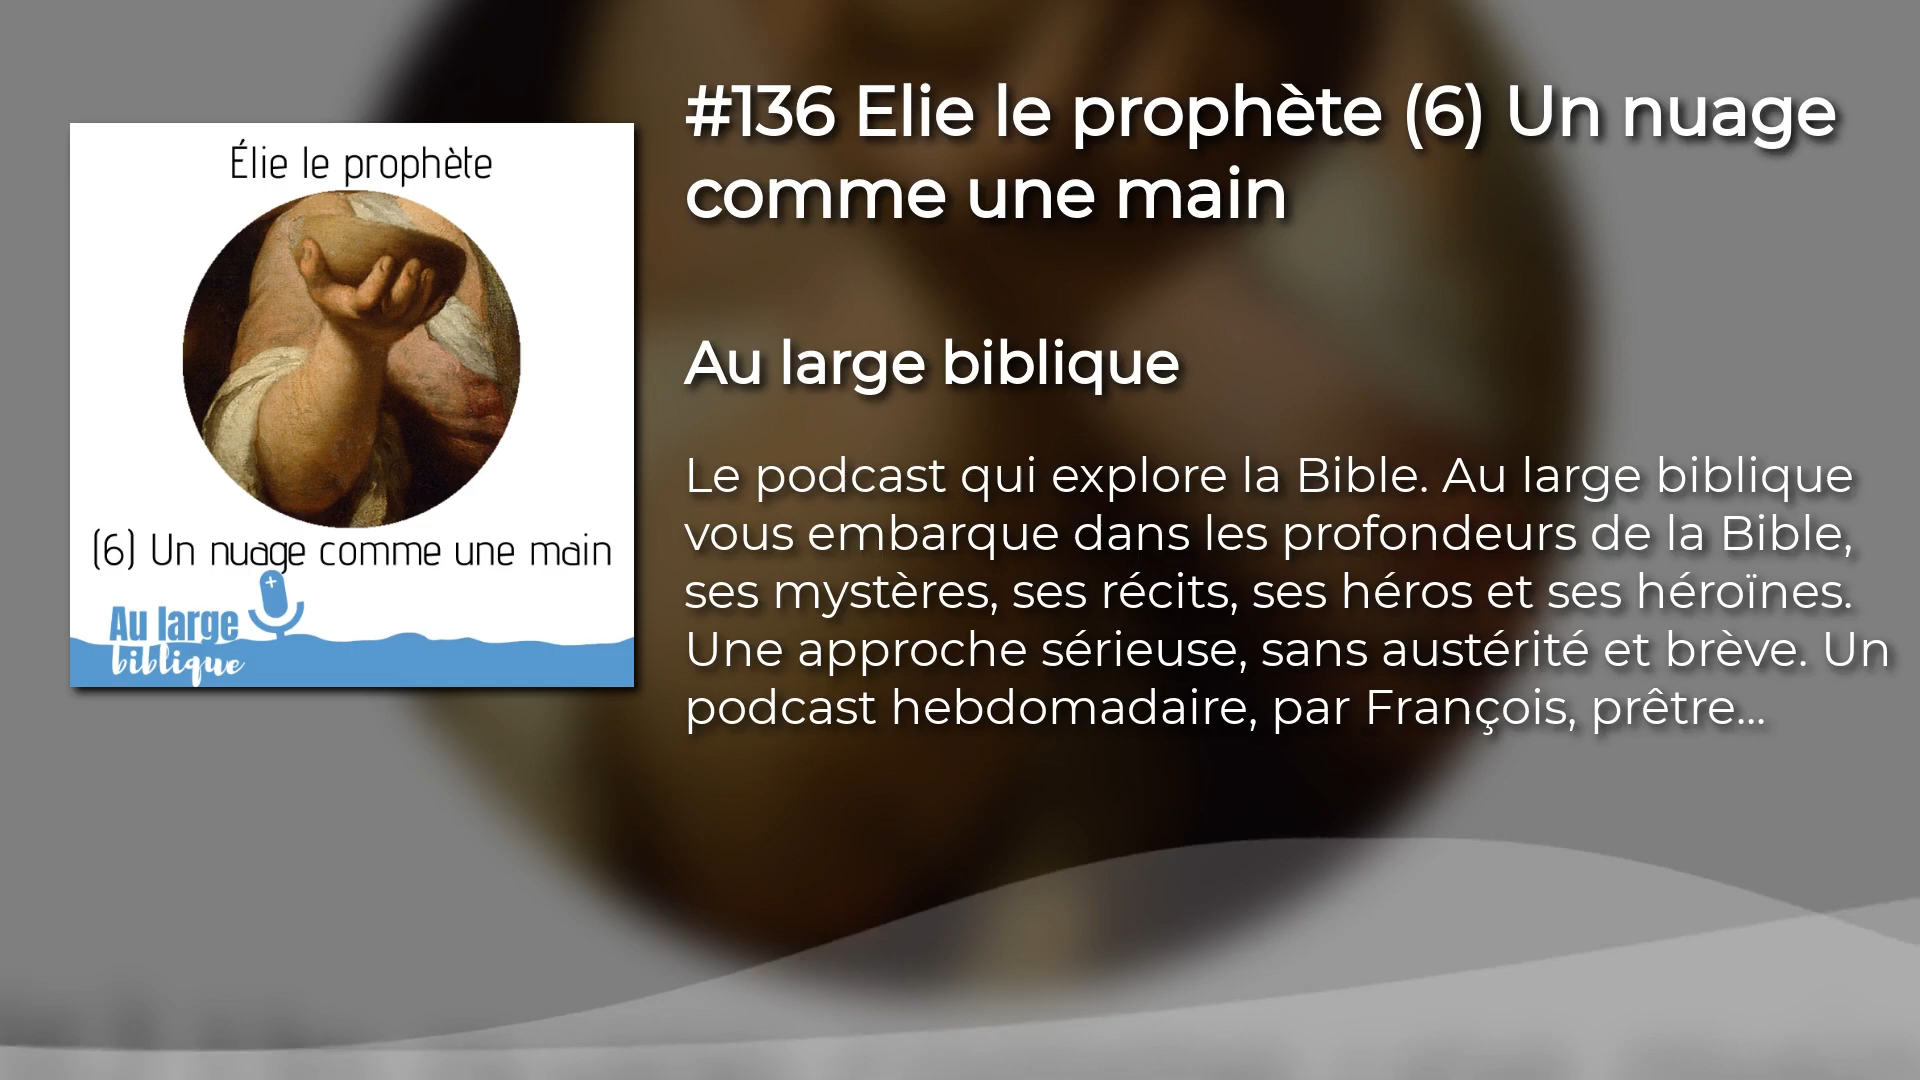 Élie le prophète
(6) Un nuage comme une main
Au large
biblique
#136 Elie le prophète (6) Un nuage
comme une main
Au large biblique
Le podcast qui explore la Bible. Au large biblique
vous embarque dans les profondeurs de la Bible,
ses mystères, ses récits, ses héros et ses héroïnes.
Une approche sérieuse, sans austérité et brève. Un
podcast hebdomadaire, par François, prêtre...